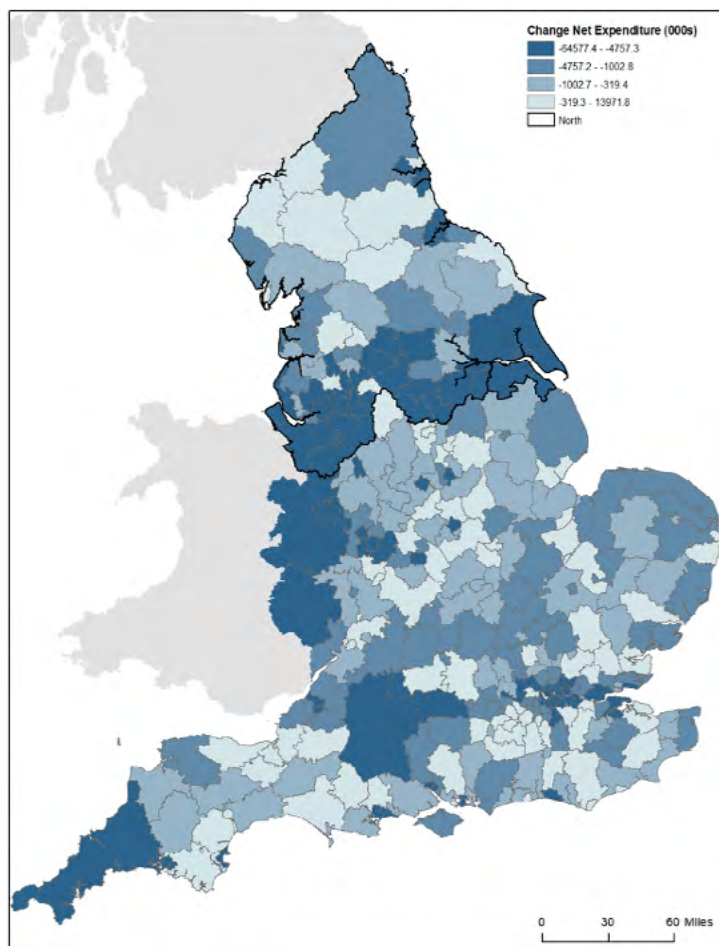 Change Net Expenditure (000s)
-64577.4 - -4757.3
-4757.2 - -1002.8
-1002.7 - -319.4
-319.3 - 13971.8
North
0 30 60 Miles